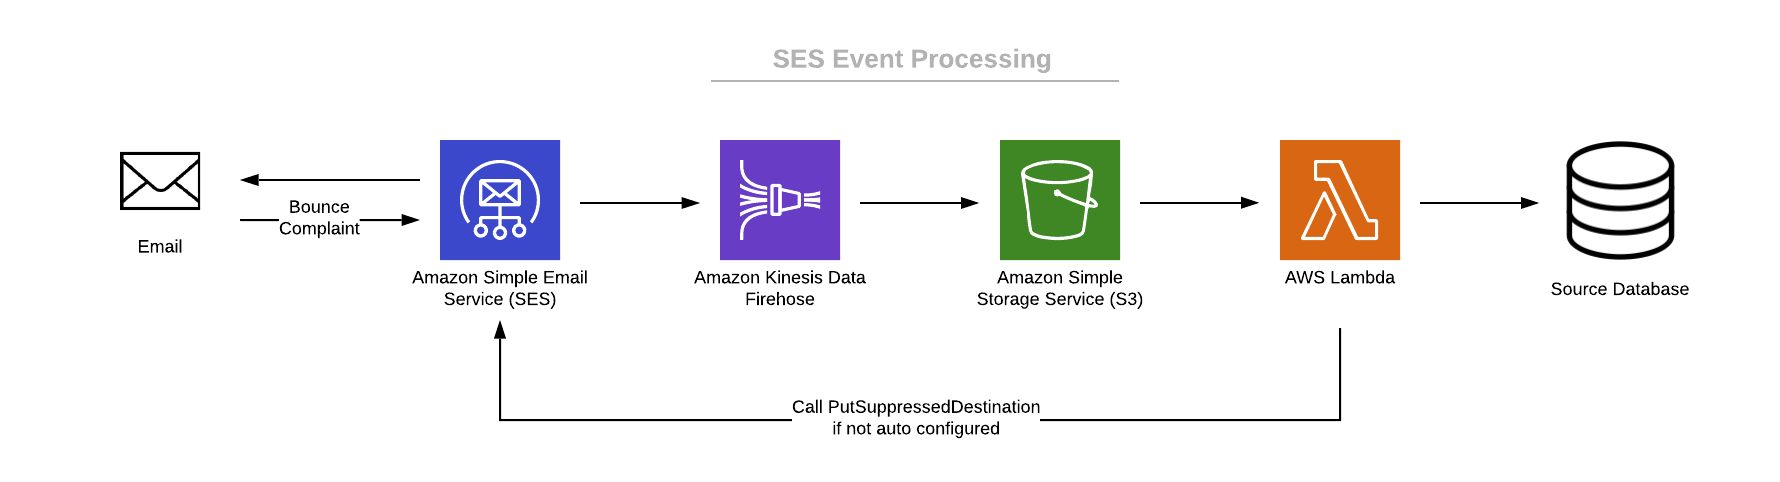 SES Event Processing
Bounce
Complaint
Email
Amazon Simple Email
Service (SES)
Amazon Kinesis Data
Firehose
Amazon Simple
Storage Service (S3)
AWS Lambda
Source Database
Call PutSuppressedDestination
if not auto configured